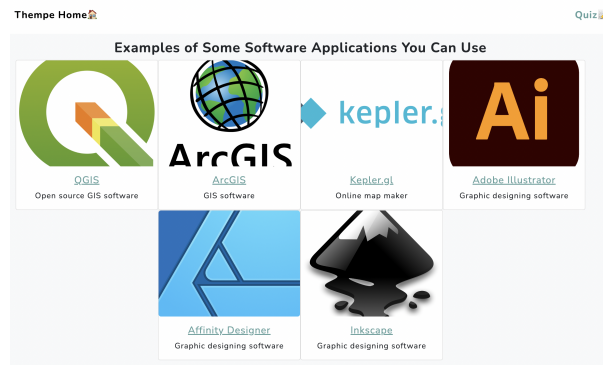 Thempe Home
Quiz
Examples of Some Software Applications You Can Use
ArcGIS
kepler.g
Ai
QGIS
Open source GIS software
ArcGIS
GIS software
Kepler.gl
Online map maker
Adobe Illustrator
Graphic designing software
Affinity Designer
Graphic designing software
Inkscape
Graphic designing software